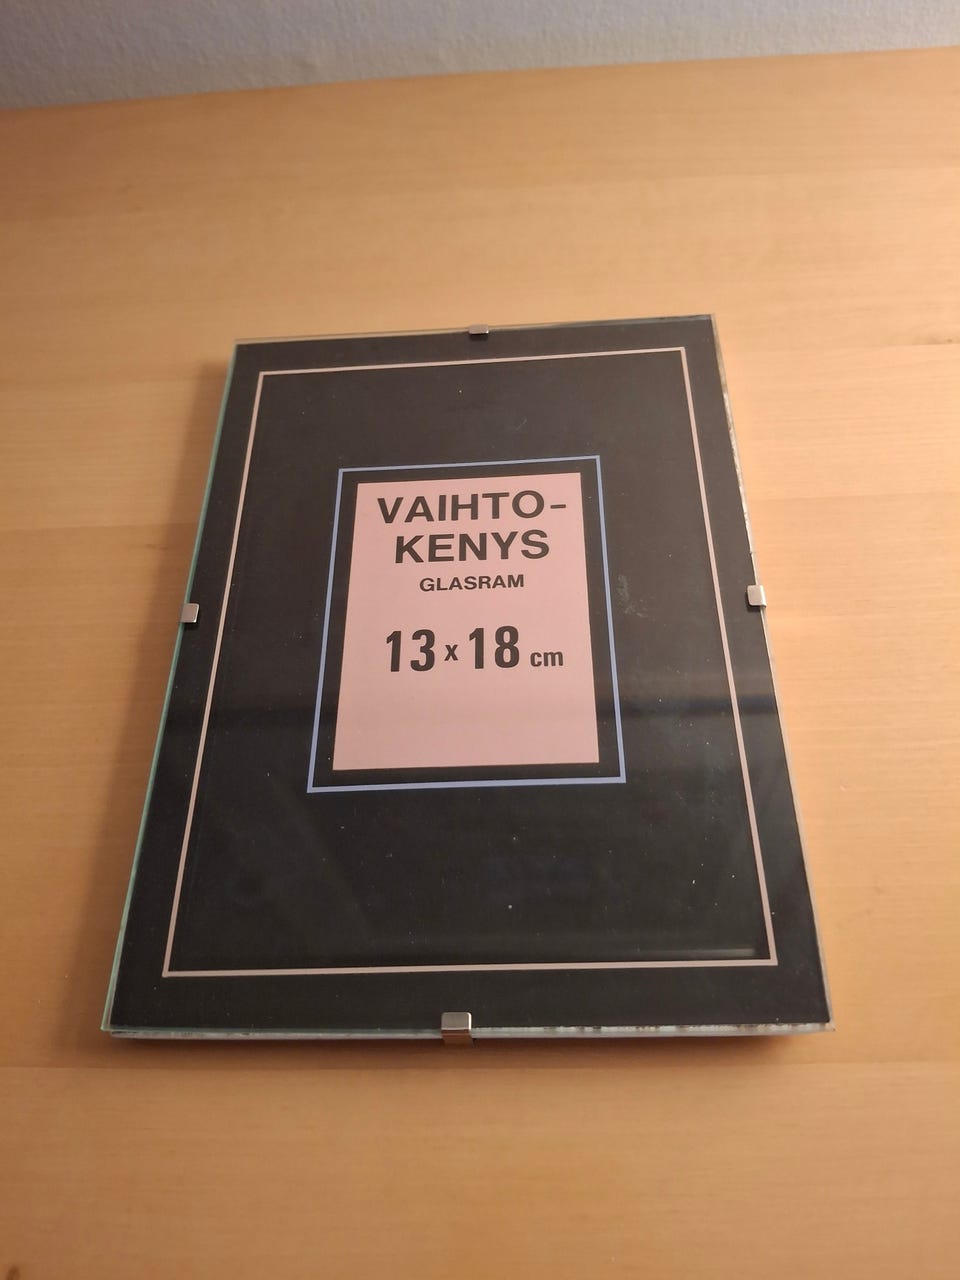 VAIHTO-
KENYS
GLASRAM
13 x 18 cm